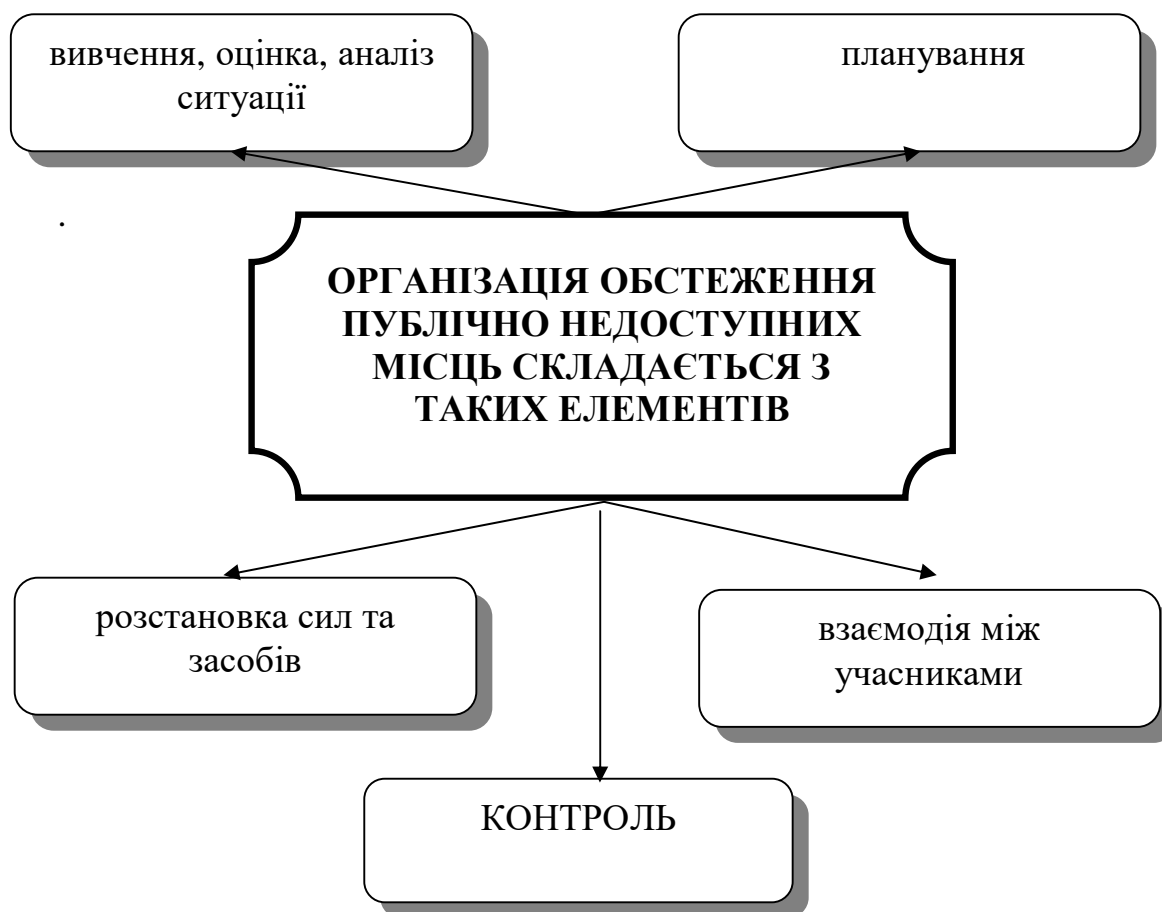 вивчення, оцінка, аналіз
ситуації
планування
.
ОРГАНІЗАЦІЯ ОБСТЕЖЕННЯ
ПУБЛІЧНО НЕДОСТУПНИХ
МІСЦЬ СКЛАДАЄТЬСЯ З
ТАКИХ ЕЛЕМЕНТІВ
розстановка сил та
засобів
взаємодія між
учасниками
КОНТРОЛЬ